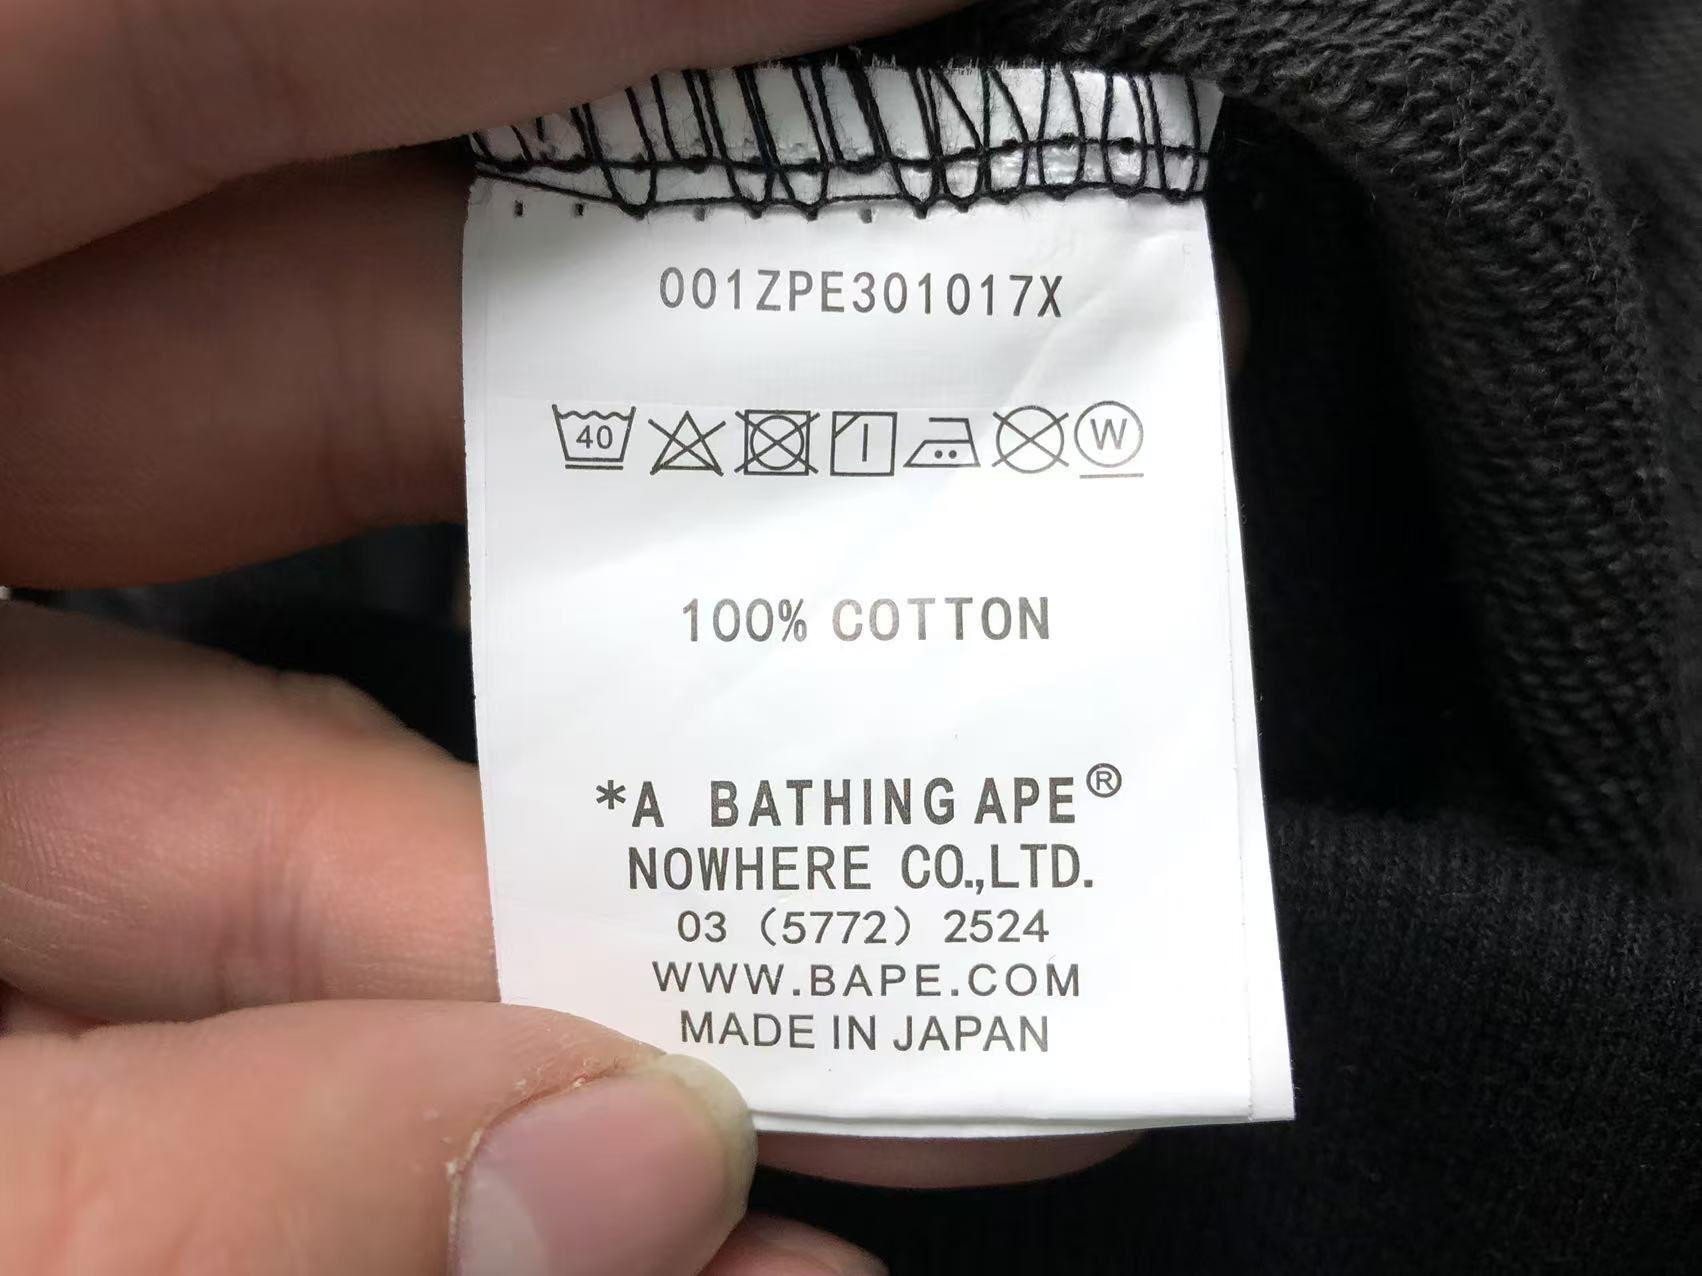 001ZPE301017X
40 W
100% COTTON
*A BATHING APE®
NOWHERE CO.,LTD.
03 (5772) 2524
WWW.BAPE.COM
MADE IN JAPAN